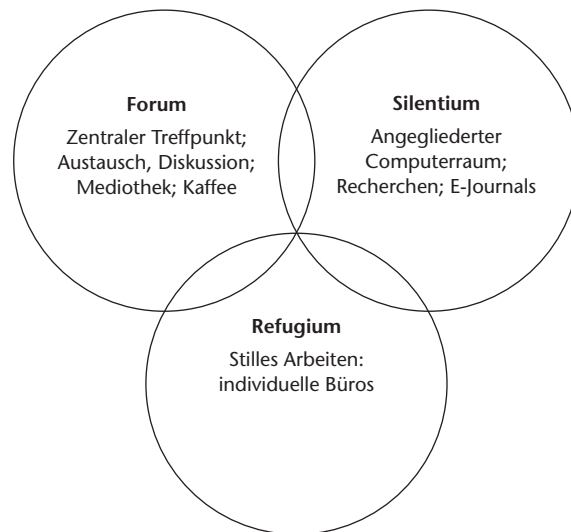 Forum
Zentraler Treffpunkt;
Austausch, Diskussion;
Mediothek; Kaffee
Silentium
Angegliederter
Computerraum;
Recherchen; E-Journals
Refugium
Stilles Arbeiten:
individuelle Büros